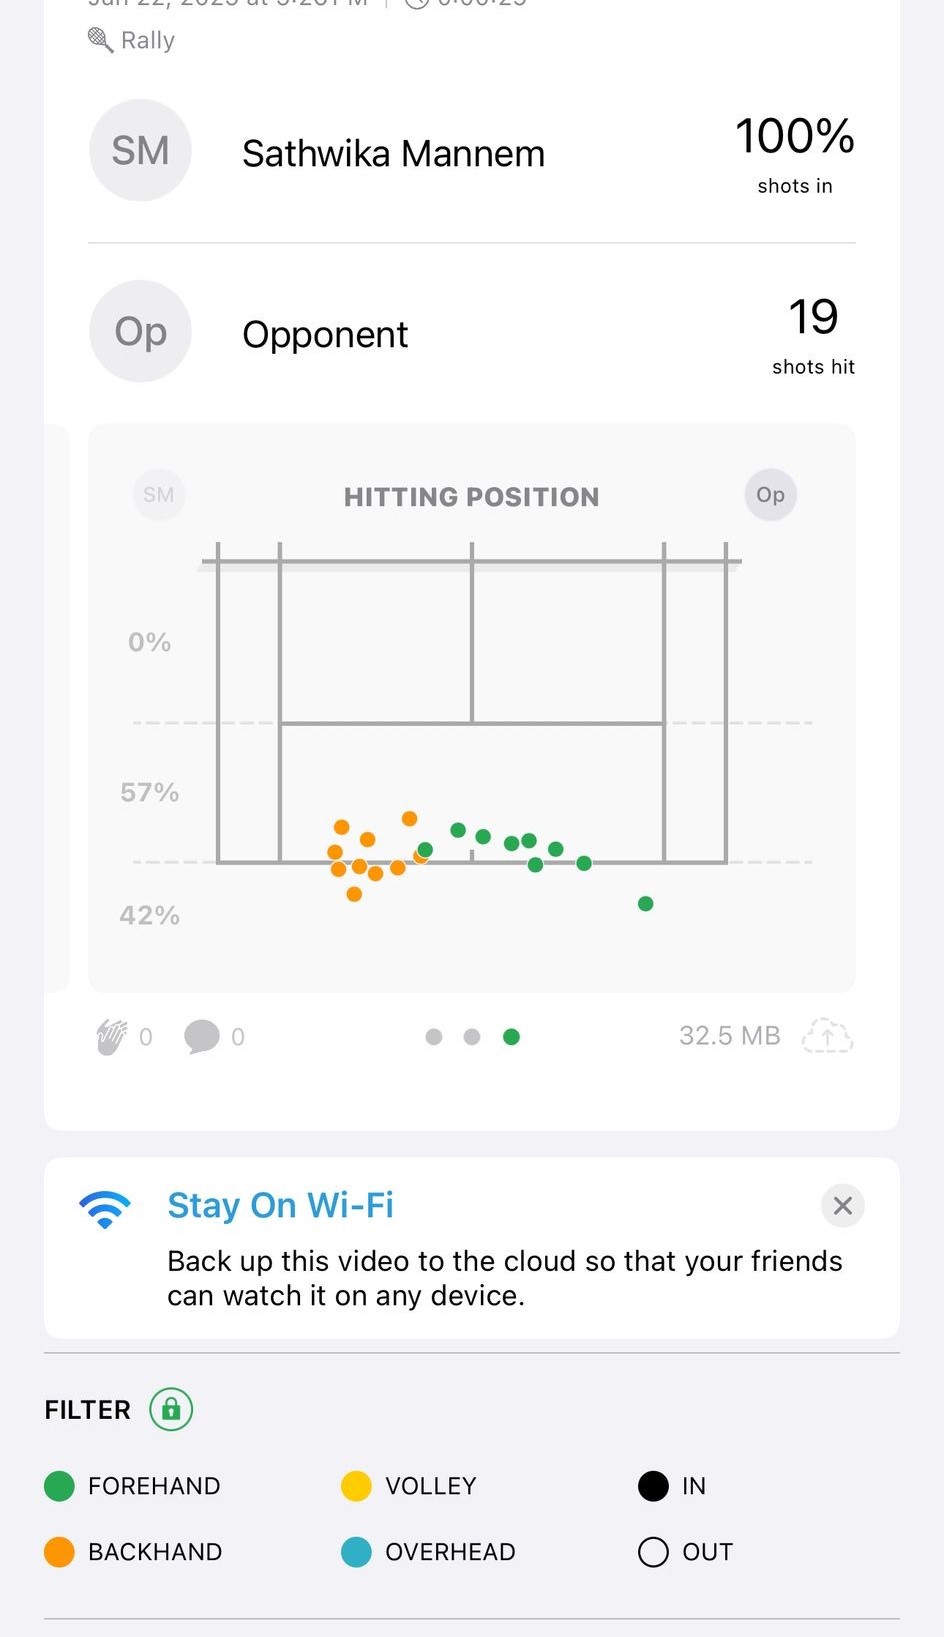 Rally
SM
Sathwika Mannem
100%
shots in
Op
Opponent
19
shots hit
SM
HITTING POSITION
Op
0%
57%
42%
0
0
32.5 MB
Stay On Wi-Fi
Back up this video to the cloud so that your friends
can watch it on any device.
FILTER
FOREHAND
VOLLEY
IN
BACKHAND
OVERHEAD
OUT